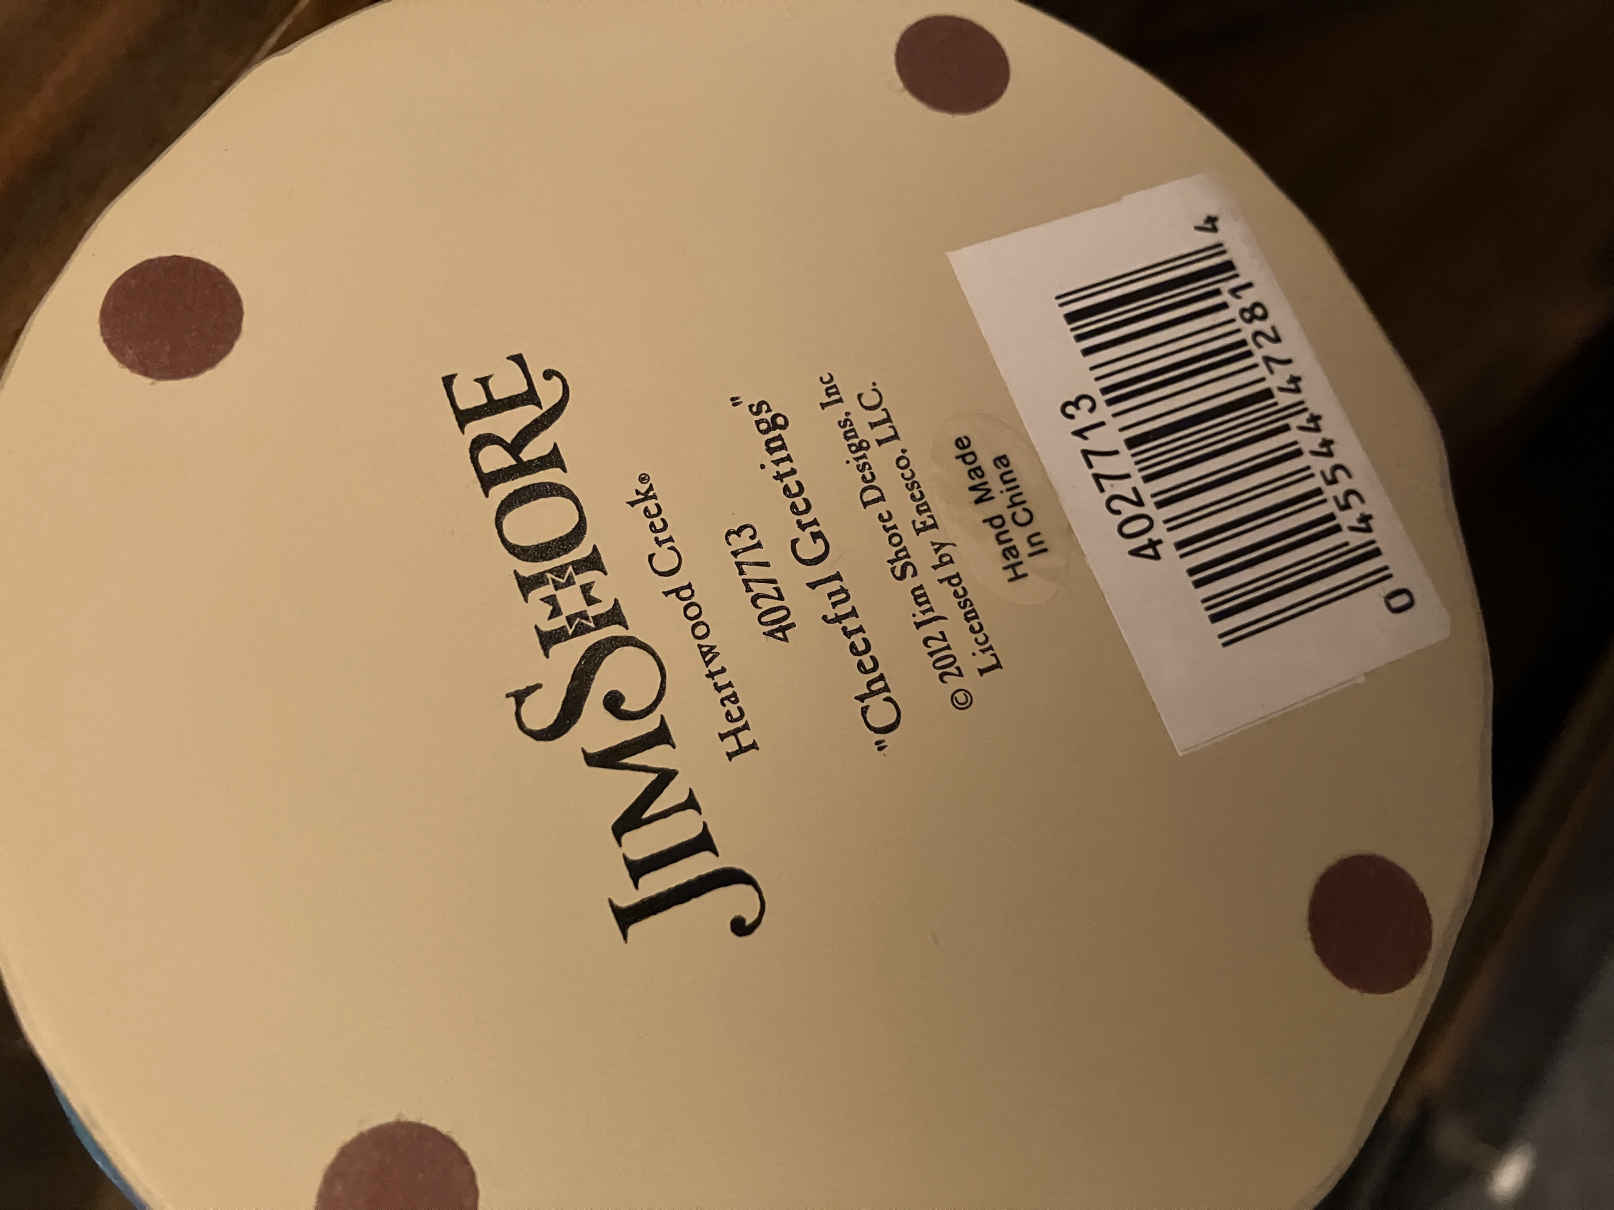 JIM SHORE
Heartwood Creek®
4027713
"Cheerful Greetings"
© 2012 Jim Shore Designs, Inc
Licensed by Enesco, LLC.
Hand Made
In China
4027713
0 45544 47281 4